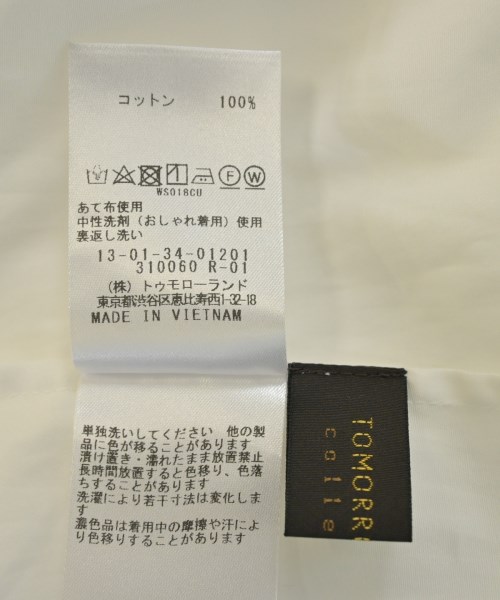 コットン 100%
WS018CU
あて布使用
中性洗剤（おしゃれ着用）使用
裏返し洗い
13-01-34-01201
310060 R-01
（株）トゥモローランド
東京都渋谷区恵比寿西1-32-18
MADE IN VIETNAM
単独洗いしてください 他の製
品に色が移ることがあります
漬け置き・濡れたまま放置禁止
長時間放置すると色移り、色落
ちすることがあります
洗濯により若干寸法は変化しま
す
濃色品は着用中の摩擦や汗によ
り色移りすることがあります
TOMORR
colle